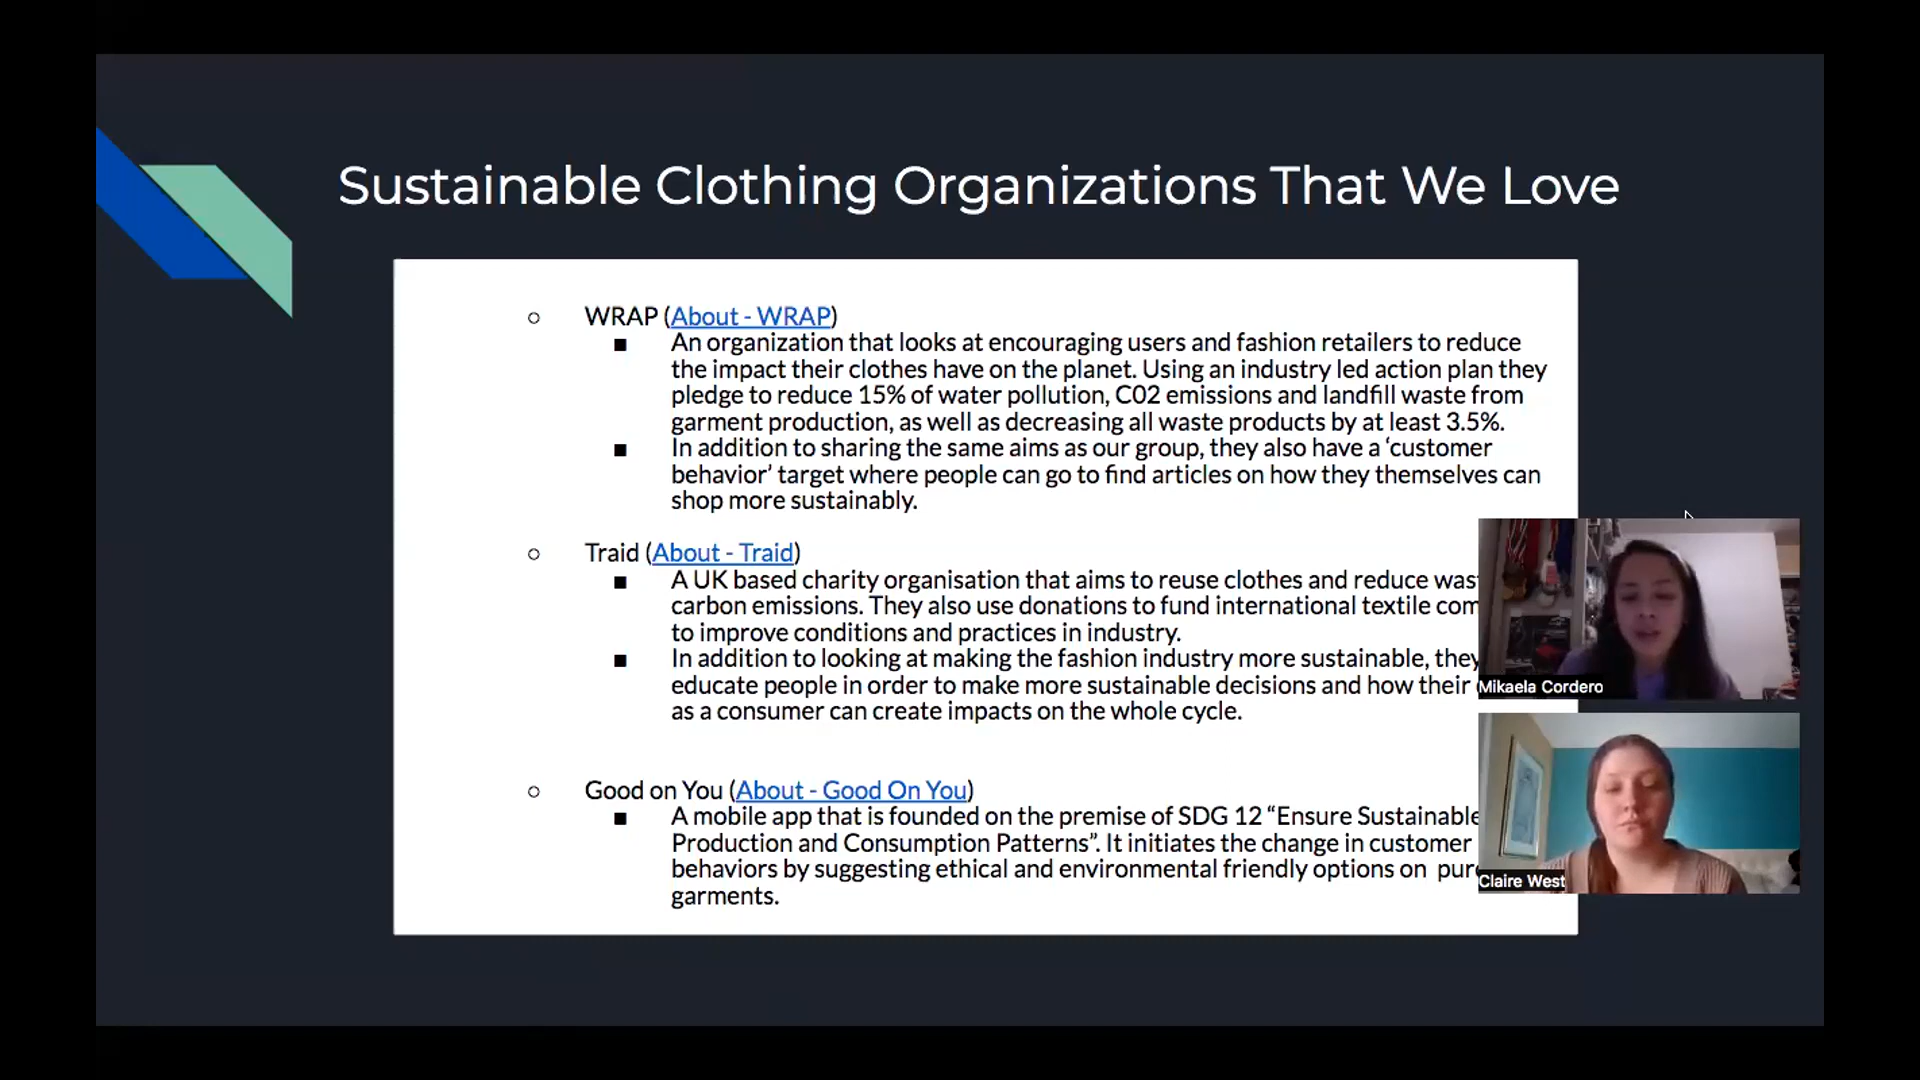 Sustainable Clothing Organizations That We Love
WRAP (About - WRAP)
An organization that looks at encouraging users and fashion retailers to reduce
the impact their clothes have on the planet. Using an industry led action plan they
pledge to reduce 15% of water pollution, C02 emissions and landfill waste from
garment production, as well as decreasing all waste products by at least 3.5%.
In addition to sharing the same aims as our group, they also have a ‘customer
behavior’ target where people can go to find articles on how they themselves can
shop more sustainably.
Traid (About - Traid)
A UK based charity organisation that aims to reuse clothes and reduce
carbon emissions. They also use donations to fund international textile
to improve conditions and practices in industry.
In addition to looking at making the fashion industry more sustainable, they
educate people in order to make more sustainable decisions and how their
as a consumer can create impacts on the whole cycle.
Good on You (About - Good On You)
A mobile app that is founded on the premise of SDG 12 “Ensure Sustainable
Production and Consumption Patterns”. It initiates the change in customer
behaviors by suggesting ethical and environmental friendly options on
garments.
Mikaela Cordero
Claire West